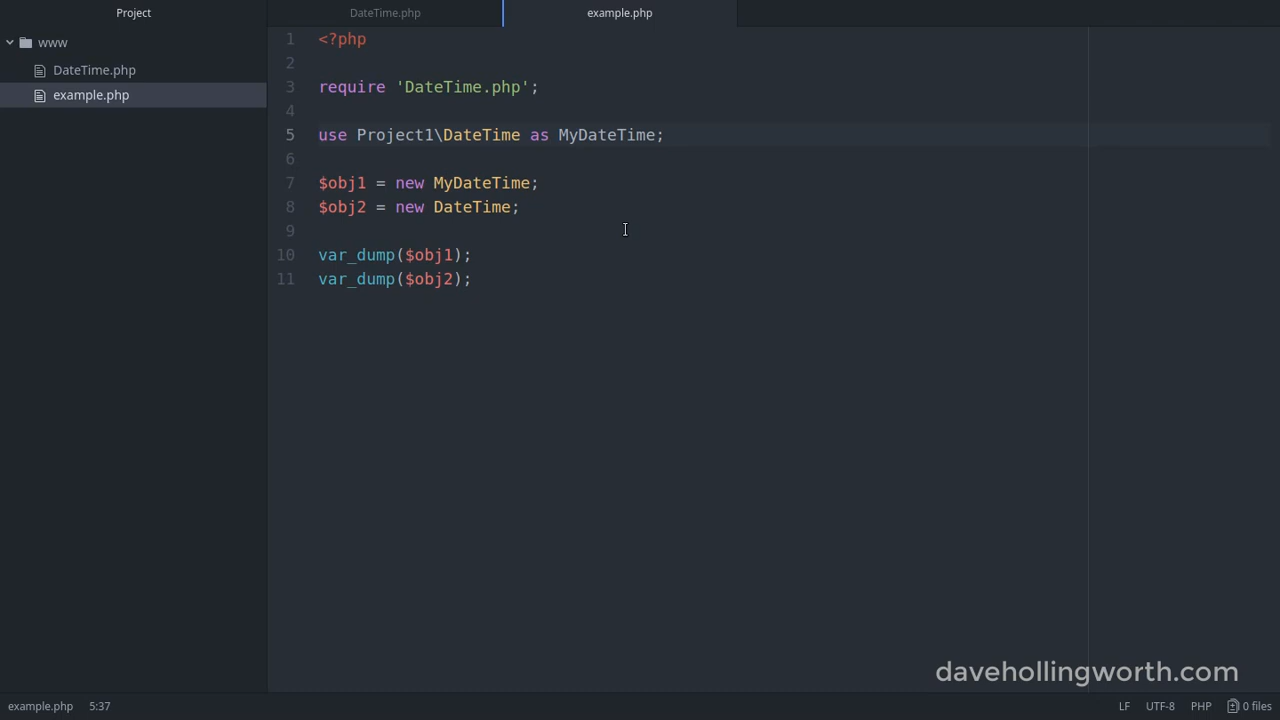 Project
DateTime.php
example.php
www
DateTime.php
example.php
1 <?php
2
3 require 'DateTime.php';
4
5 use Project1\DateTime as MyDateTime;
6
7 $obj1 = new MyDateTime;
8 $obj2 = new DateTime;
9
10 var_dump($obj1);
11 var_dump($obj2);
davehollingworth.com
example.php 5:37 LF UTF-8 PHP 0 files